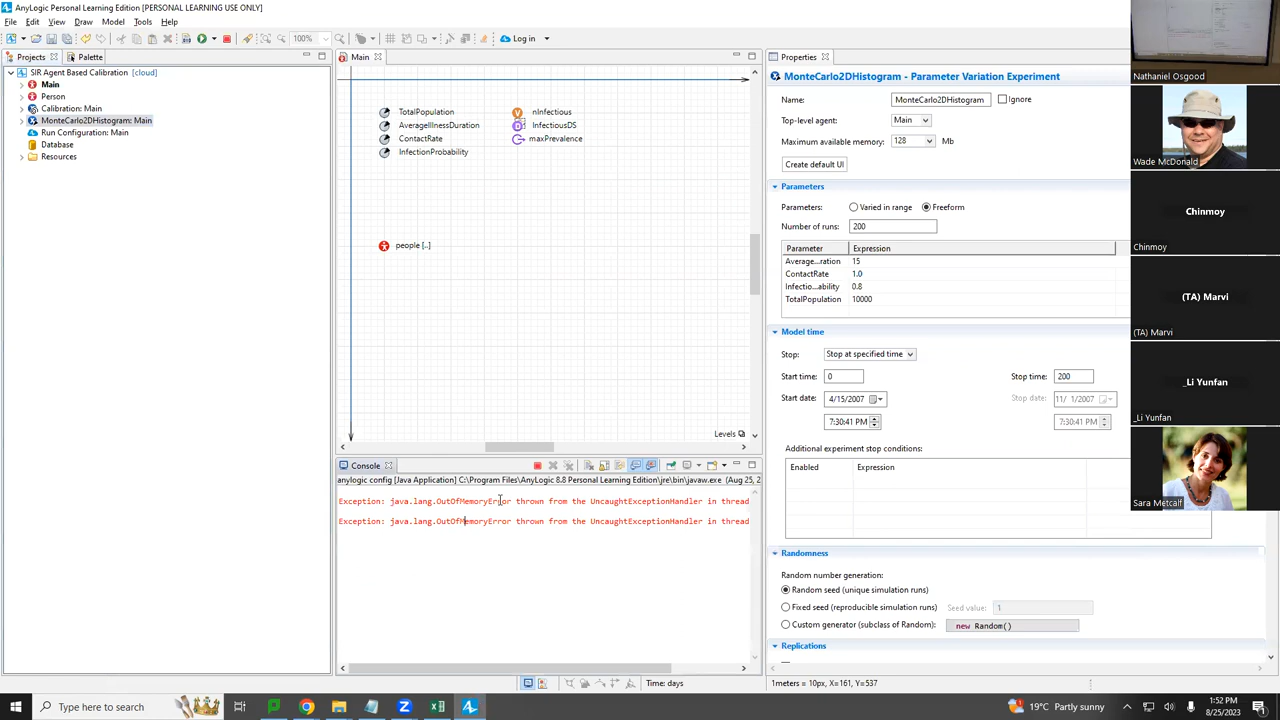 AnyLogic Personal Learning Edition [PERSONAL LEARNING USE ONLY]
File Edit View Draw Model Tools Help
100%
Log in
Projects
Palette
SIR Agent Based Calibration [cloud]
Main
Person
Calibration: Main
MonteCarlo2DHistogram: Main
Run Configuration: Main
Database
Resources
Main
TotalPopulation
AverageIllnessDuration
ContactRate
InfectionProbability
nInfectious
InfectiousDS
maxPrevalence
people [..]
Levels
Console
anylogic config [Java Application] C:\Program Files\AnyLogic 8.8 Personal Learning Edition\jre\bin\javaw.exe (Aug 25, 2
Exception: java.lang.OutOfMemoryError thrown from the UncaughtExceptionHandler in thread
Exception: java.lang.OutOfMemoryError thrown from the UncaughtExceptionHandler in thread
Properties
MonteCarlo2DHistogram - Parameter Variation Experiment
Name: MonteCarlo2DHistogram Ignore
Top-level agent: Main
Maximum available memory: 128 Mb
Create default UI
Parameters
Parameters: Varied in range Freeform
Number of runs: 200
Parameter Expression
Average...ration 15
ContactRate 1.0
Infectio...ability 0.8
TotalPopulation 10000
Model time
Stop: Stop at specified time
Start time: 0 Stop time: 200
Start date: 4/15/2007 Stop date: 11/ 1/2007
7:30:41 PM 7:30:41 PM
Additional experiment stop conditions:
Enabled Expression
Randomness
Random number generation:
Random seed (unique simulation runs)
Fixed seed (reproducible simulation runs) Seed value: 1
Custom generator (subclass of Random): new Random()
Replications
Nathaniel Osgood
Wade McDonald
Chinmoy
Chinmoy
(TA) Marvi
(TA) Marvi
_Li Yunfan
_Li Yunfan
Sara Metcalf
Time: days
1meters = 10px, X=161, Y=537
Type here to search
19°C Partly sunny
1:52 PM
8/25/2023